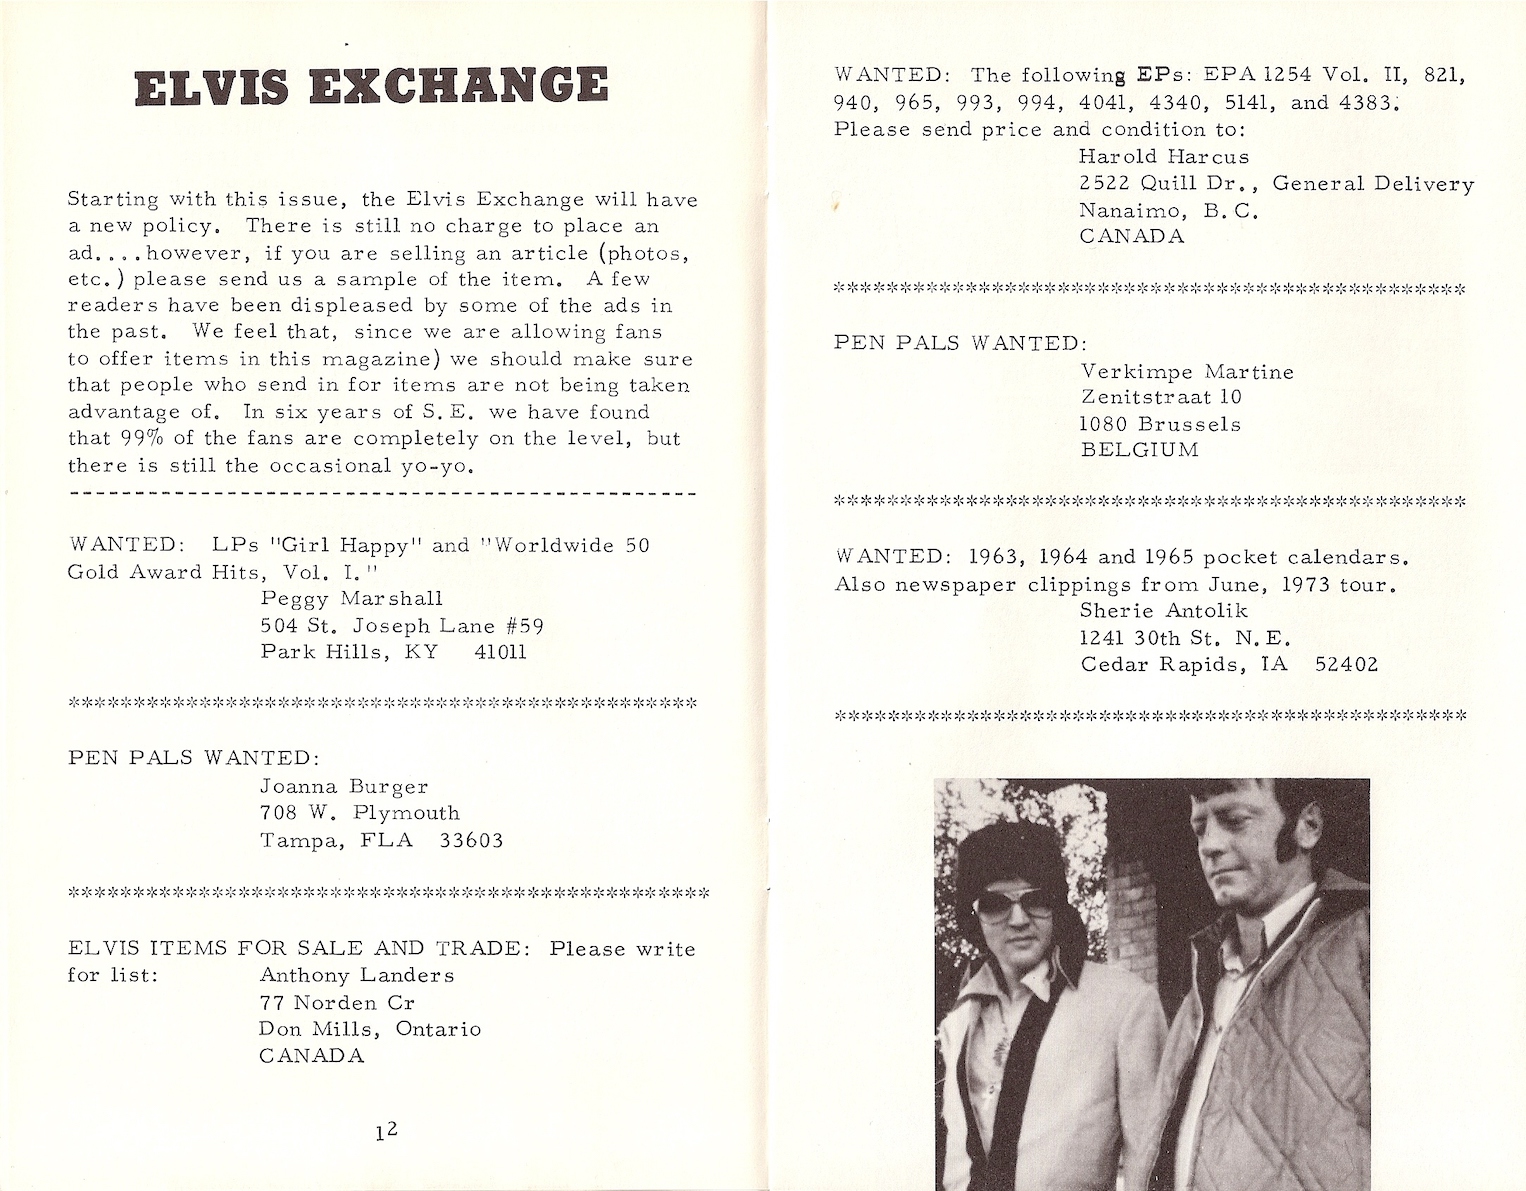 ELVIS EXCHANGE
Starting with this issue, the Elvis Exchange will have
a new policy. There is still no charge to place an
ad....however, if you are selling an article (photos,
etc.) please send us a sample of the item. A few
readers have been displeased by some of the ads in
the past. We feel that, since we are allowing fans
to offer items in this magazine) we should make sure
that people who send in for items are not being taken
advantage of. In six years of S.E. we have found
that 99% of the fans are completely on the level, but
there is still the occasional yo-yo.
------------------------------------------------
WANTED: LPs "Girl Happy" and "Worldwide 50
Gold Award Hits, Vol. I."
Peggy Marshall
504 St. Joseph Lane #59
Park Hills, KY 41011
************************************************
PEN PALS WANTED:
Joanna Burger
708 W. Plymouth
Tampa, FLA 33603
*************************************************
ELVIS ITEMS FOR SALE AND TRADE: Please write
for list: Anthony Landers
77 Norden Cr
Don Mills, Ontario
CANADA
12
WANTED: The following EPs: EPA 1254 Vol. II, 821,
940, 965, 993, 994, 4041, 4340, 5141, and 4383.
Please send price and condition to:
Harold Harcus
2522 Quill Dr., General Delivery
Nanaimo, B.C.
CANADA
************************************************
PEN PALS WANTED:
Verkimpe Martine
Zenitstraat 10
1080 Brussels
BELGIUM
************************************************
WANTED: 1963, 1964 and 1965 pocket calendars.
Also newspaper clippings from June, 1973 tour.
Sherie Antolik
1241 30th St. N.E.
Cedar Rapids, IA 52402
************************************************